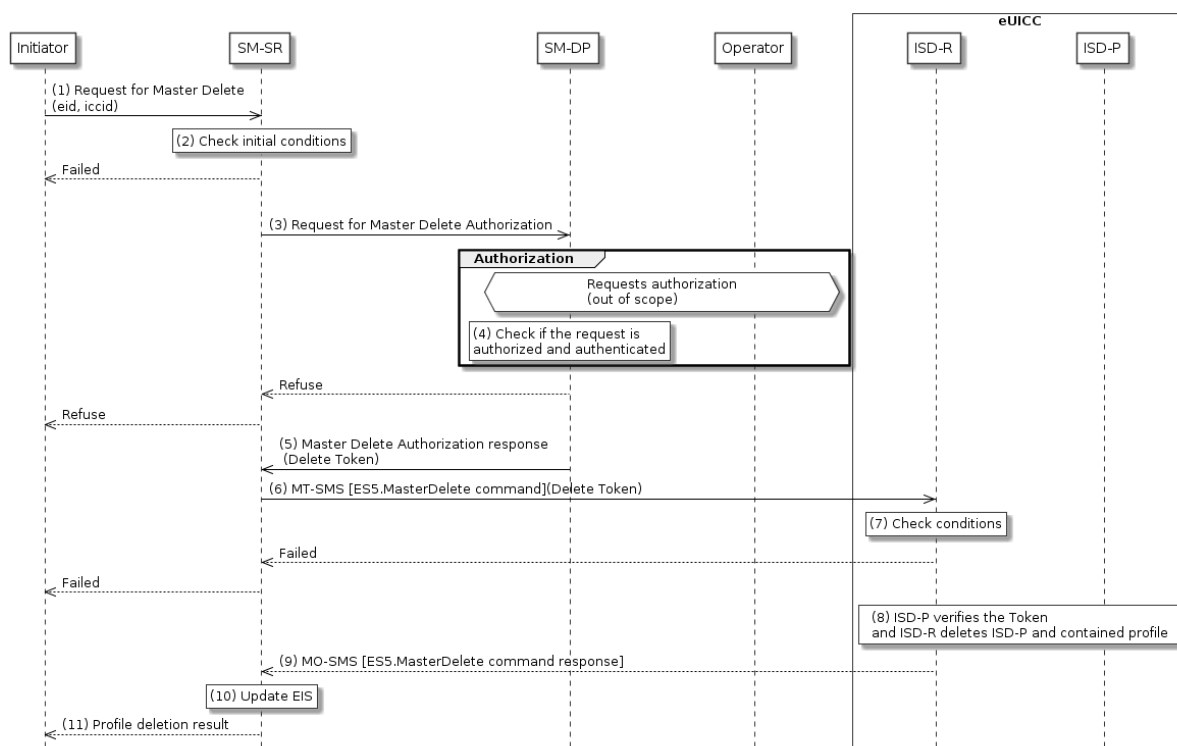 eUICC
Initiator
SM-SR
SM-DP
Operator
ISD-R
ISD-P
(1) Request for Master Delete
(eid, iccid)
(2) Check initial conditions
Failed
(3) Request for Master Delete Authorization
Authorization
Requests authorization
(out of scope)
(4) Check if the request is
authorized and authenticated
Refuse
Refuse
(5) Master Delete Authorization response
(Delete Token)
(6) MT-SMS [ES5.MasterDelete command](Delete Token)
(7) Check conditions
Failed
Failed
(8) ISD-P verifies the Token
and ISD-R deletes ISD-P and contained profile
(9) MO-SMS [ES5.MasterDelete command response]
(10) Update EIS
(11) Profile deletion result